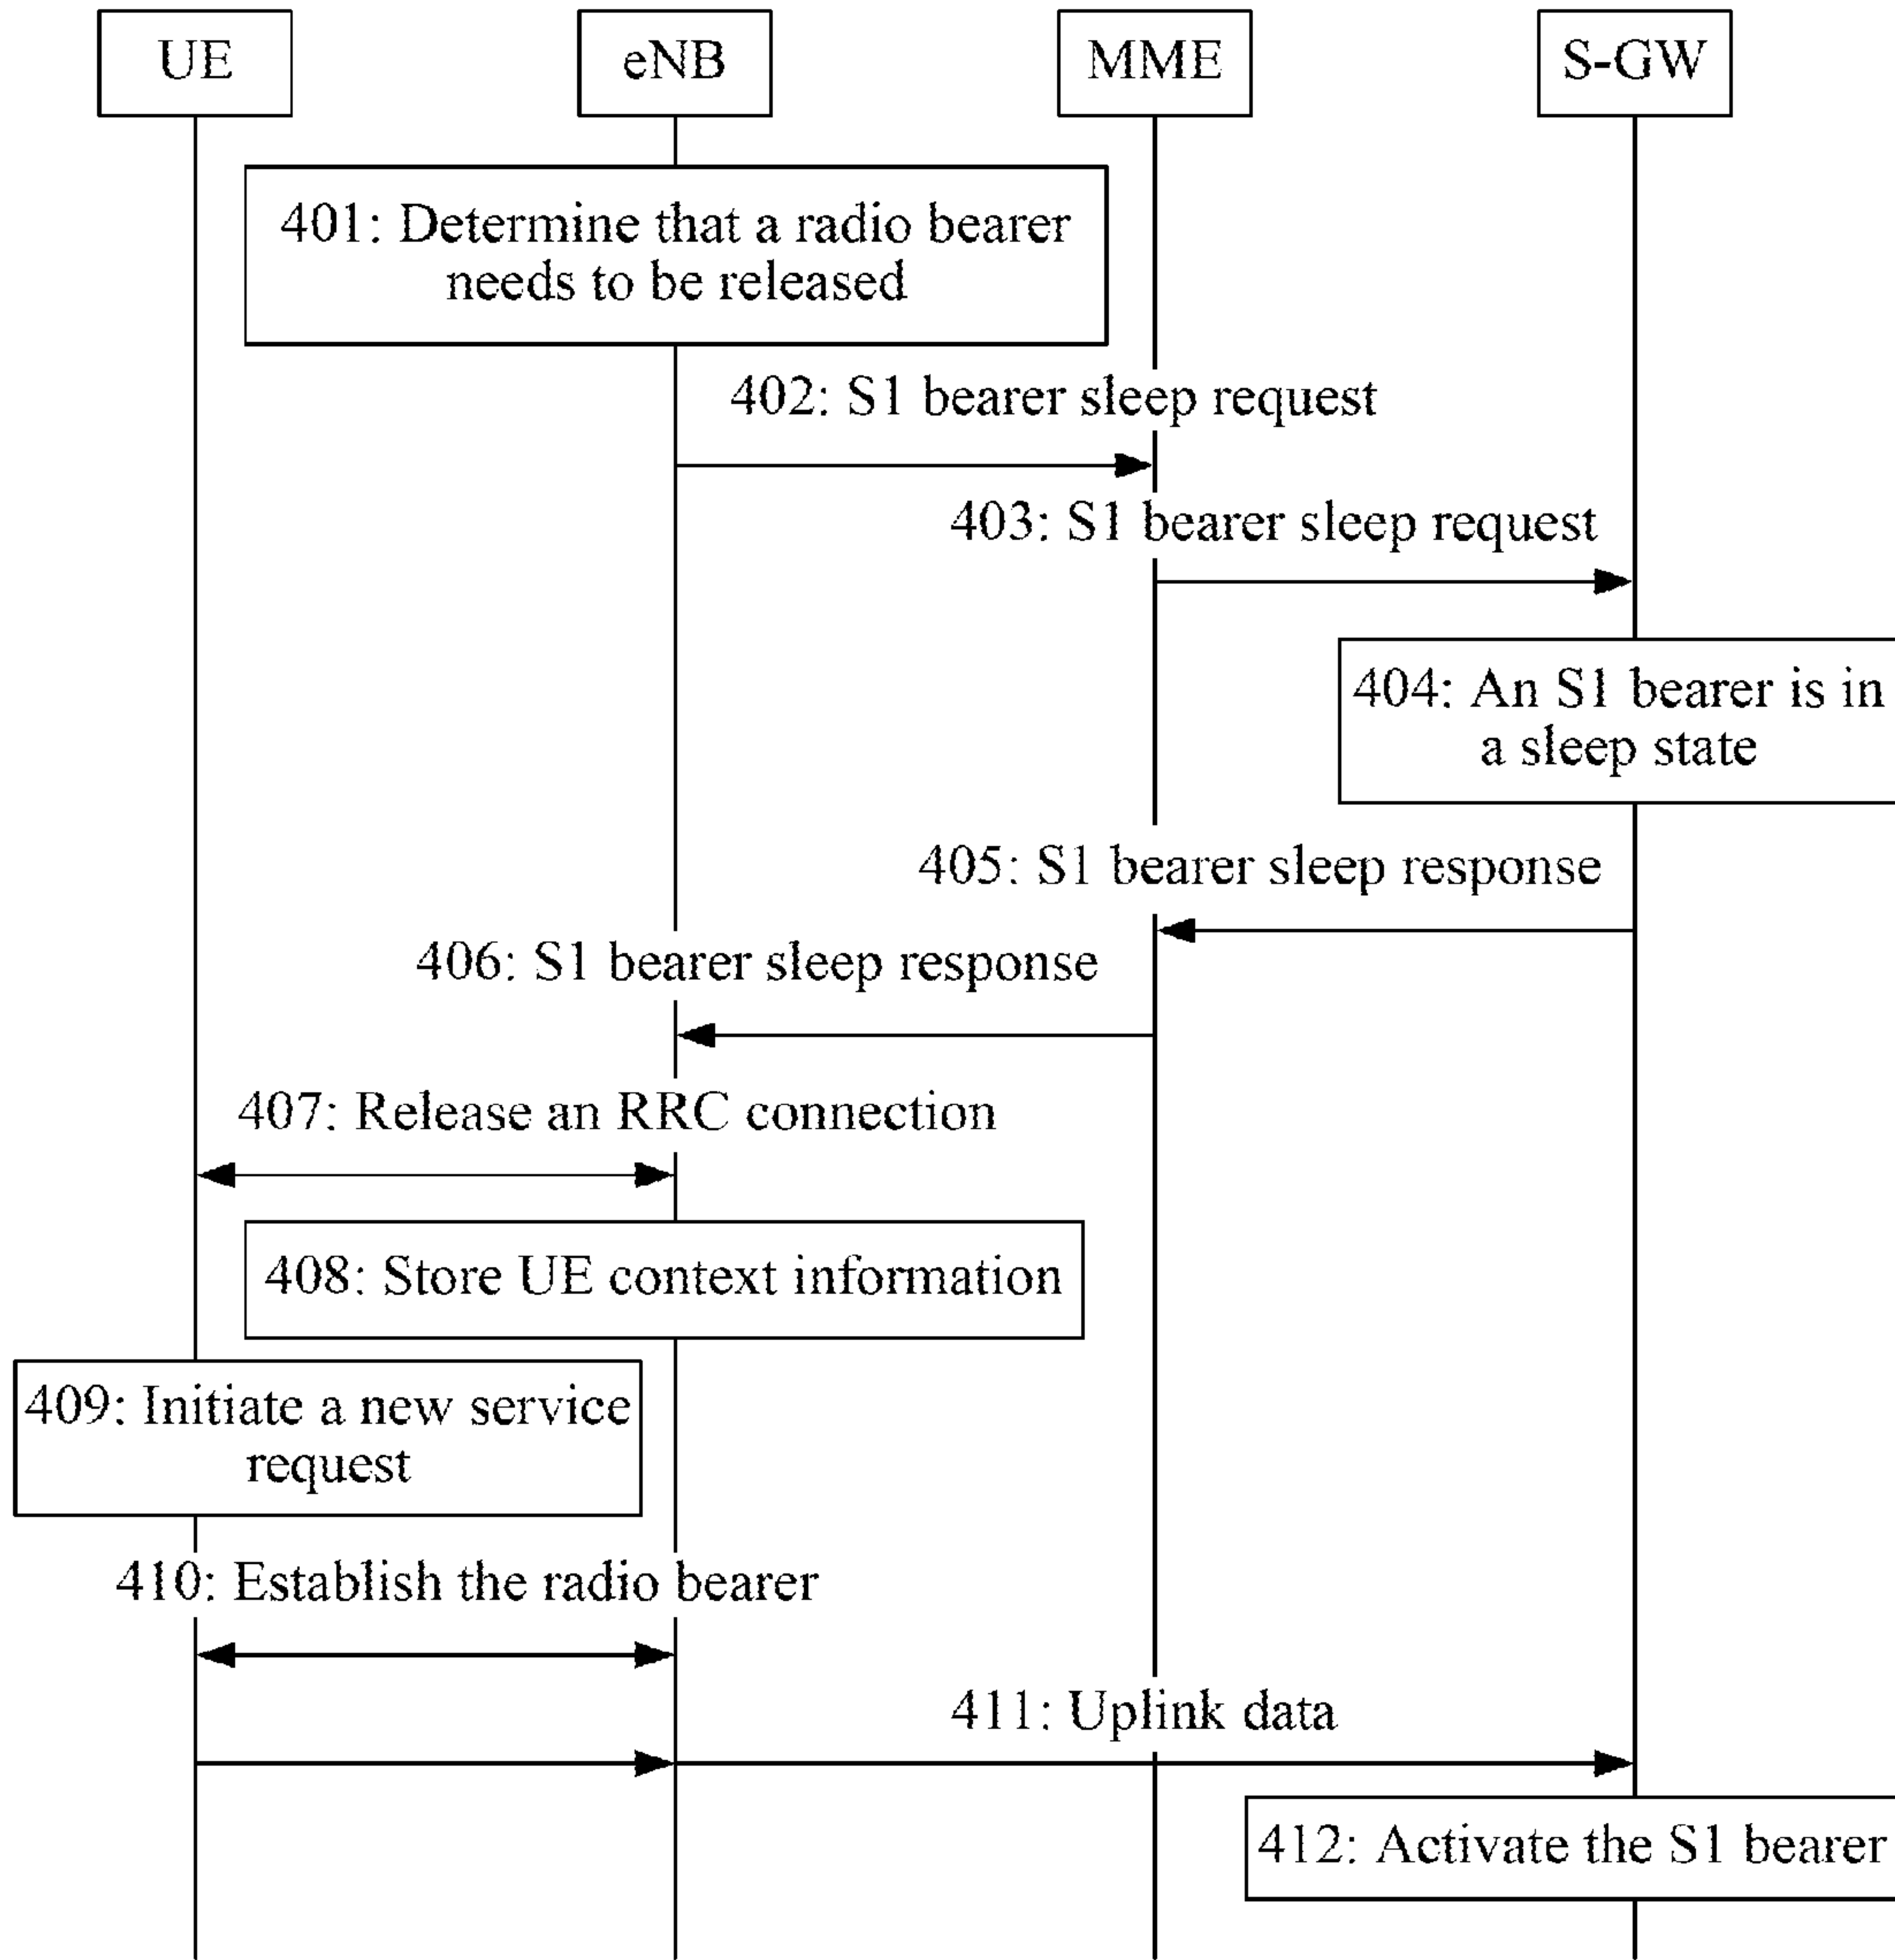 UE
eNB
MME
S-GW
401: Determine that a radio bearer
needs to be released
402: S1 bearer sleep request
403: S1 bearer sleep request
404: An S1 bearer is in
a sleep state
405: S1 bearer sleep response
406: S1 bearer sleep response
407: Release an RRC connection
408: Store UE context information
409: Initiate a new service
request
410: Establish the radio bearer
411: Uplink data
412: Activate the S1 bearer